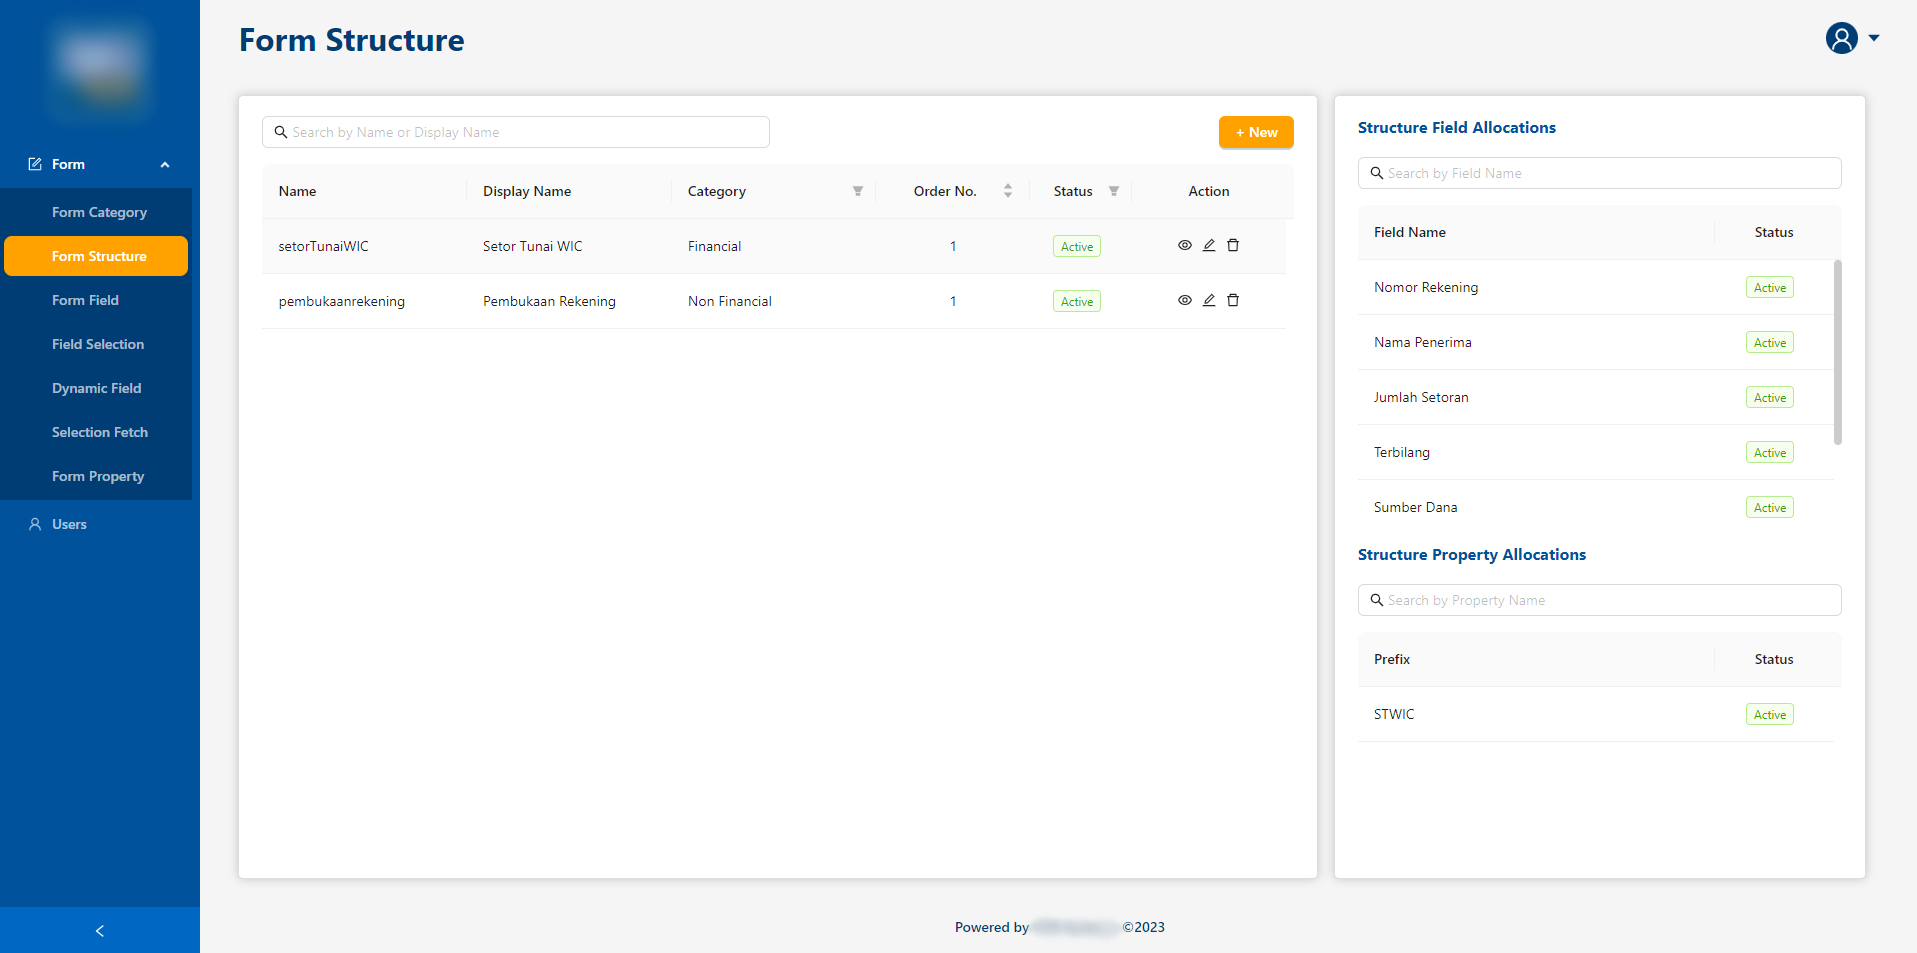 Form Structure
Form
Form Category
Form Structure
Form Field
Field Selection
Dynamic Field
Selection Fetch
Form Property
Users
Search by Name or Display Name
+ New
Name Display Name Category Order No. Status Action
setorTunaiWIC Setor Tunai WIC Financial 1 Active
pembukaanrekening Pembukaan Rekening Non Financial 1 Active
Structure Field Allocations
Search by Field Name
Field Name Status
Nomor Rekening Active
Nama Penerima Active
Jumlah Setoran Active
Terbilang Active
Sumber Dana Active
Structure Property Allocations
Search by Property Name
Prefix Status
STWIC Active
Powered by ©2023